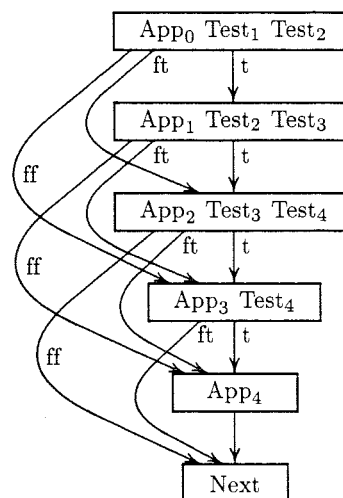 App₀ Test₁ Test₂
ft t
App₁ Test₂ Test₃
ff ft t
App₂ Test₃ Test₄
ff ft t
App₃ Test₄
ft t
ff
App₄
Next